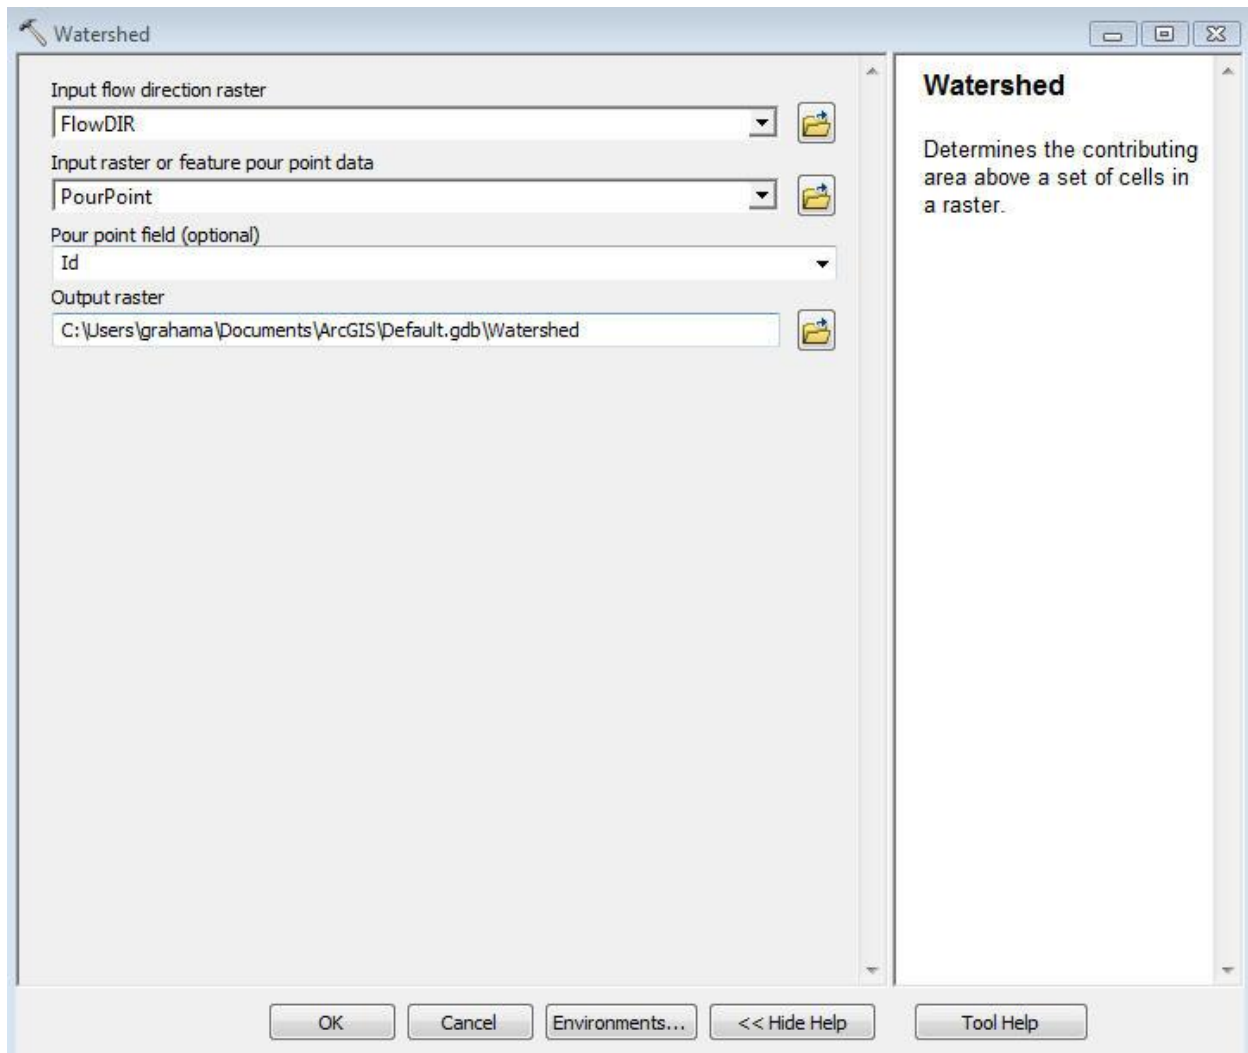 Watershed
Input flow direction raster
FlowDIR
Input raster or feature pour point data
PourPoint
Pour point field (optional)
Id
Output raster
C:\Users\grahama\Documents\ArcGIS\Default.gdb\Watershed
Watershed
Determines the contributing
area above a set of cells in
a raster.
OK
Cancel
Environments...
<< Hide Help
Tool Help